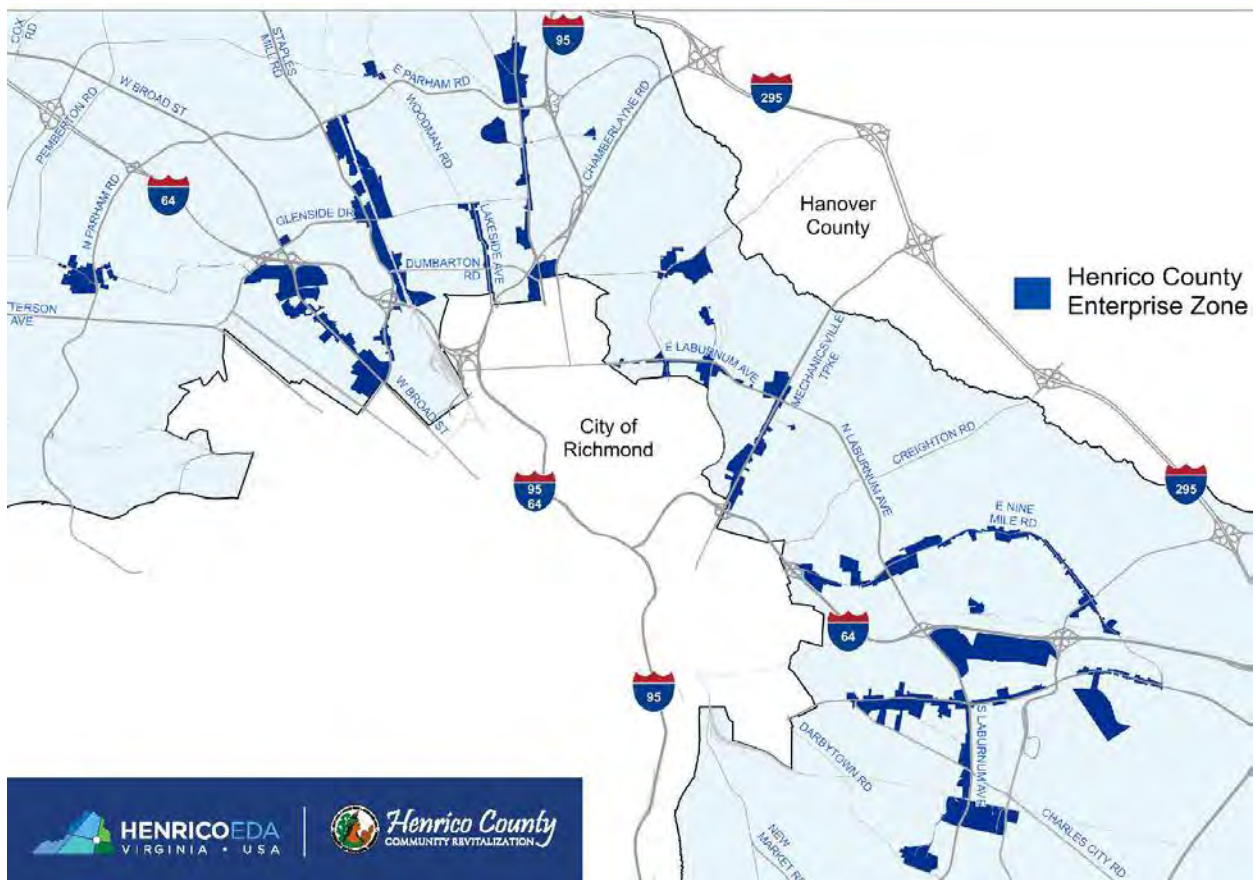 COX
RD
STAPLES
MILL RD
95
E PARHAM RD
W BROAD ST
PEMBERTON RD
WOODMAN RD
CHAMBERLAYNE RD
295
64
N PARHAM RD
GLENSIDE DR
LAKESIDE AVE
DUMBARTON
RD
Hanover
County
Henrico County
Enterprise Zone
TERSON
AVE
E LABURNUM AVE
MECHANICSVILLE
TPKE
W BROAD ST
City of
Richmond
N LABURNUM AVE
CREIGHTON RD
95
64
295
E NINE
MILE RD
64
95
S LABURNUM AVE
DARBYTOWN RD
CHARLES CITY RD
NEW
MARKET RD
HENRICOEDA
VIRGINIA • USA
Henrico County
COMMUNITY REVITALIZATION